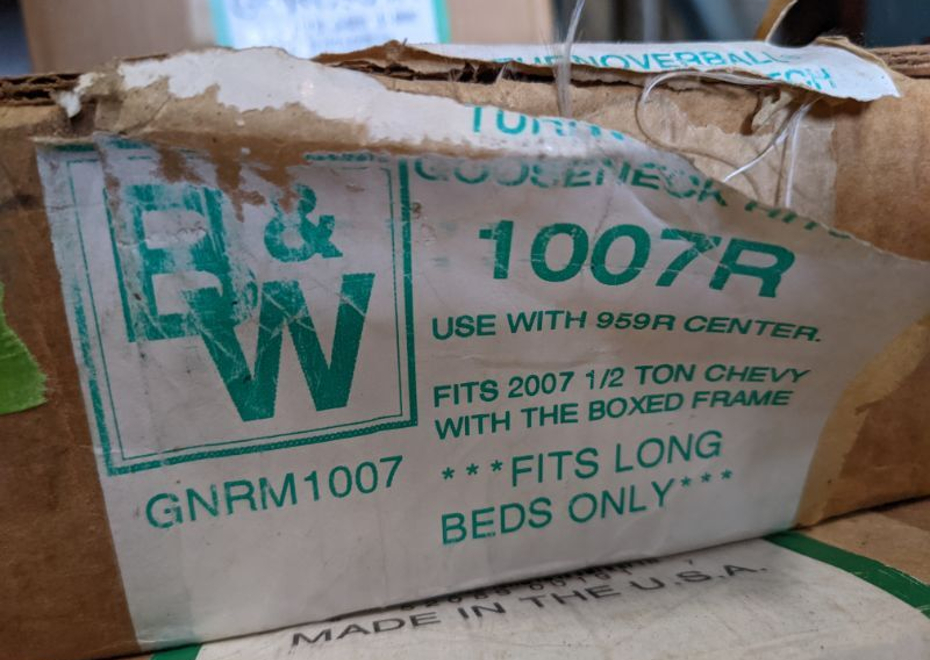 TURNOVERBALL
B&W
GOOSENECK
1007R
USE WITH 959R CENTER.
FITS 2007 1/2 TON CHEVY
WITH THE BOXED FRAME
***FITS LONG
BEDS ONLY***
GNRM1007
MADE IN THE U.S.A.